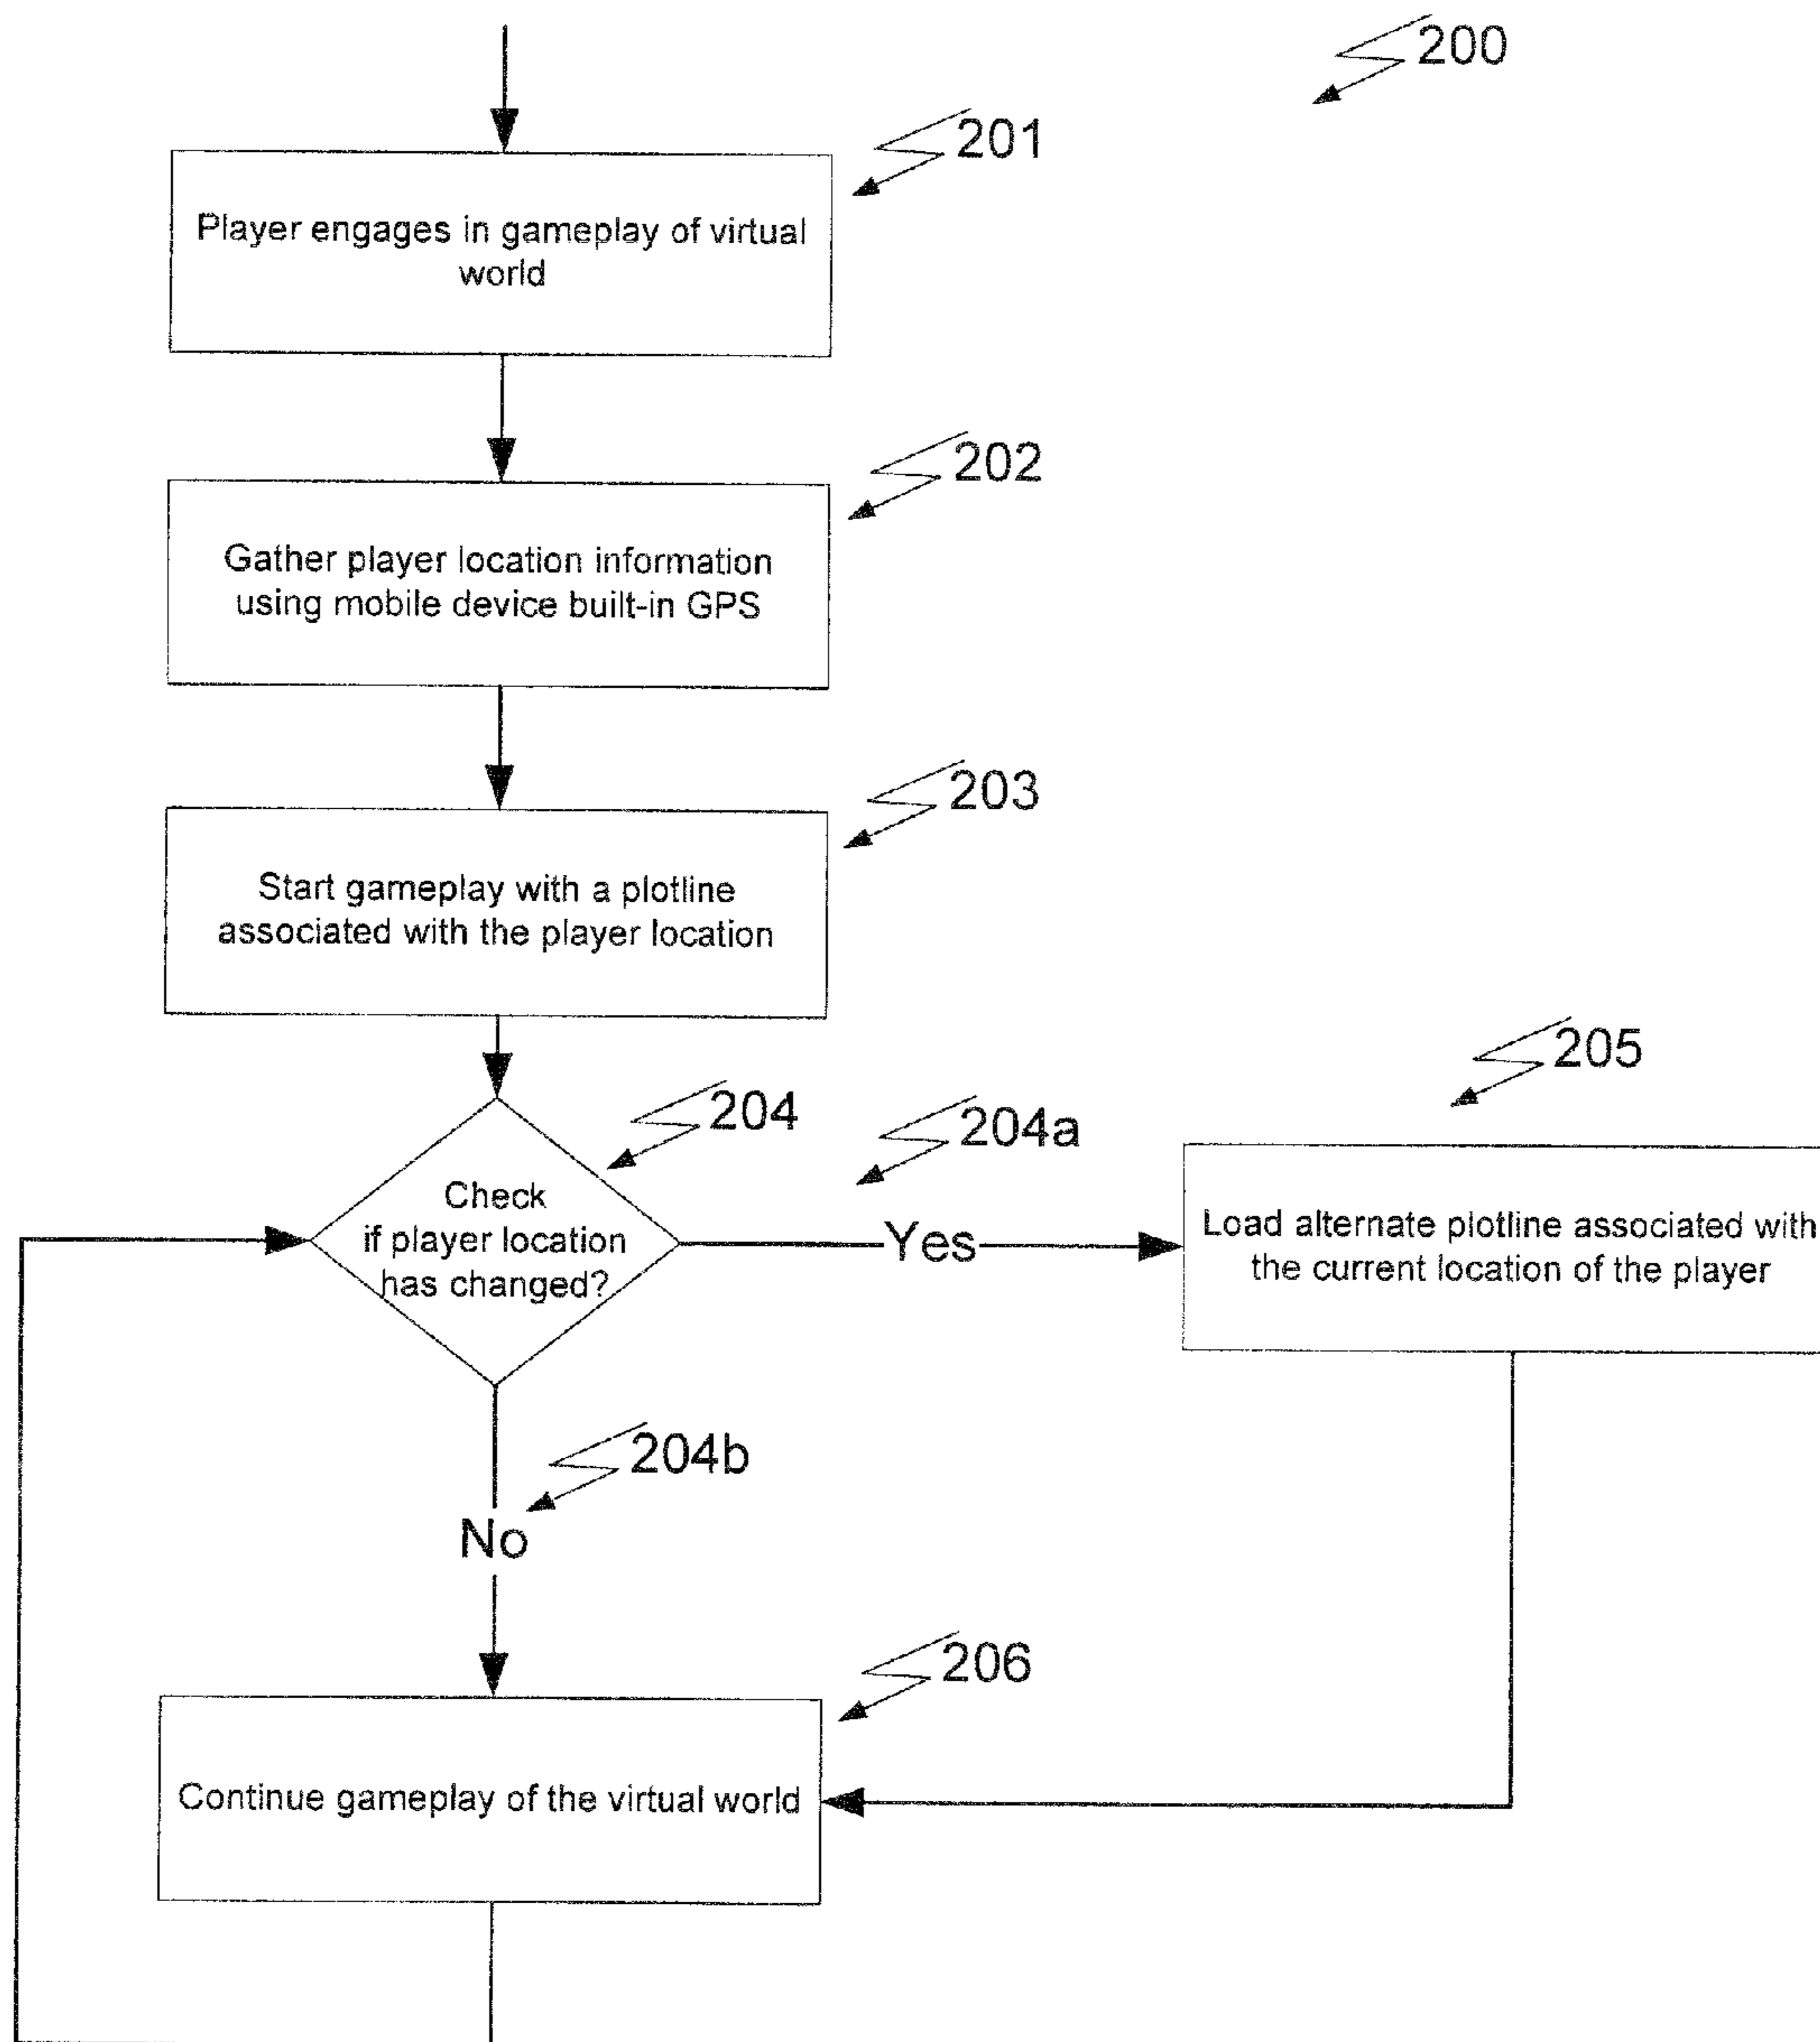 200
201
Player engages in gameplay of virtual
world
202
Gather player location information
using mobile device built-in GPS
203
Start gameplay with a plotline
associated with the player location
204
Check
if player location
has changed?
204a
Yes
205
Load alternate plotline associated with
the current location of the player
204b
No
206
Continue gameplay of the virtual world